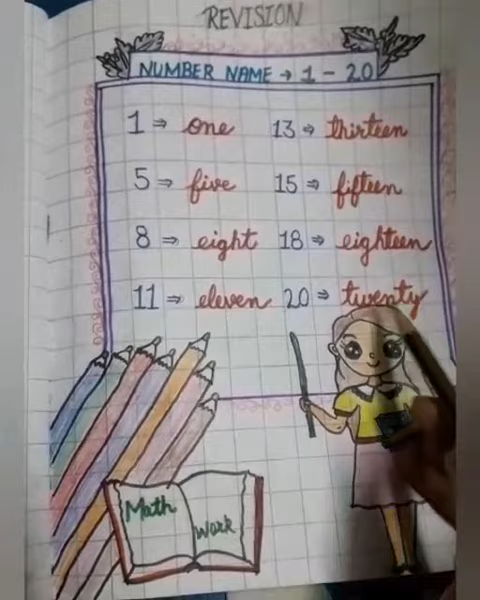 REVISION
NUMBER NAME → 1 - 20
1 ⇒ one 13 ⇒ thirteen
5 ⇒ five 15 ⇒ fifteen
8 ⇒ eight 18 ⇒ eighteen
11 ⇒ eleven 20 ⇒ twenty
Math
Work